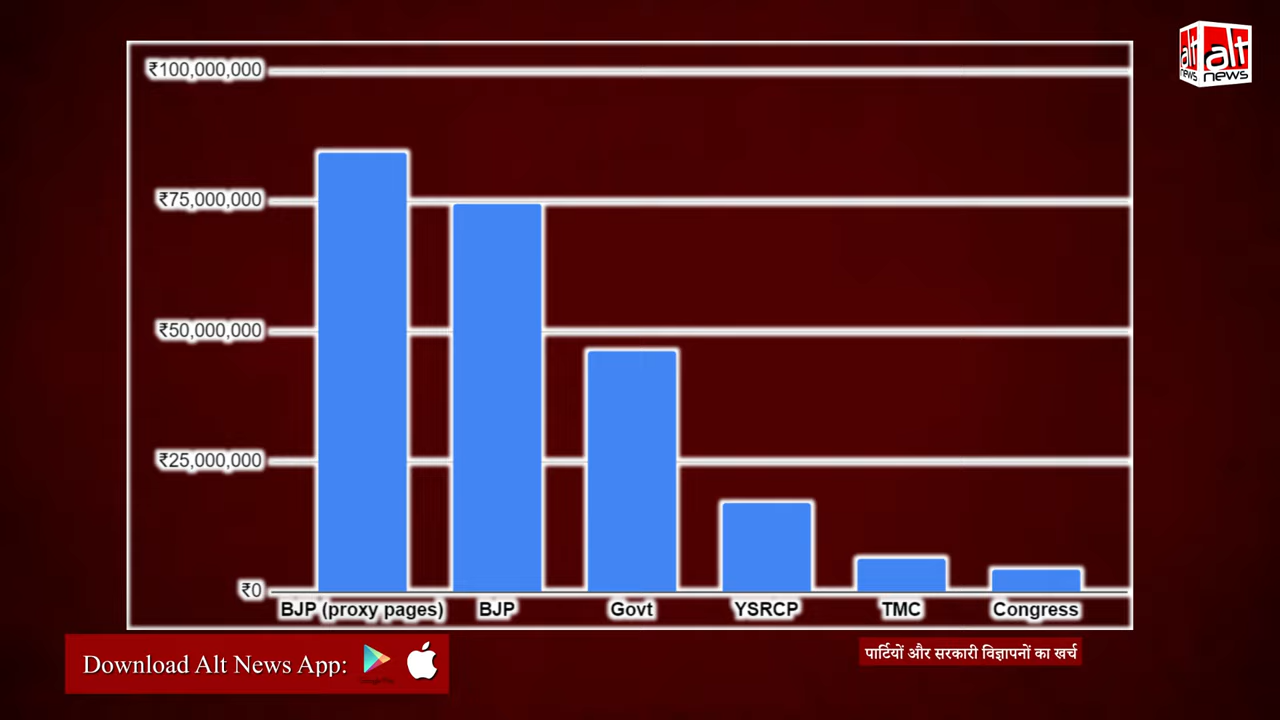 ₹100,000,000
₹75,000,000
₹50,000,000
₹25,000,000
₹0
BJP (proxy pages) BJP Govt YSRCP TMC Congress
alt news alt news
Download Alt News App:
पार्टियों और सरकारी विज्ञापनों का खर्च